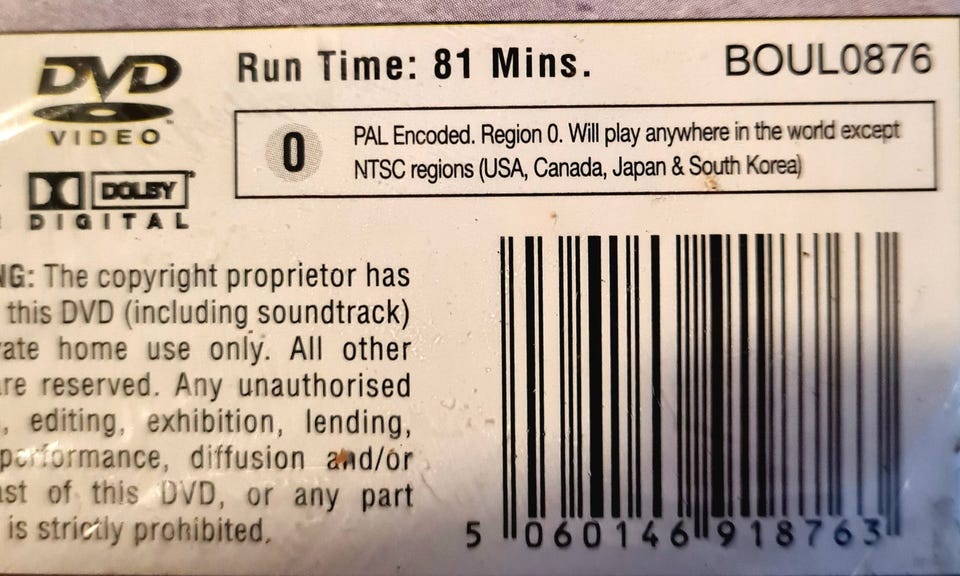 DVD
VIDEO
Run Time: 81 Mins.
BOUL0876
0
PAL Encoded. Region 0. Will play anywhere in the world except
NTSC regions (USA, Canada, Japan & South Korea)
DOLBY
DIGITAL
NG: The copyright proprietor has
this DVD (including soundtrack)
ate home use only. All other
re reserved. Any unauthorised
, editing, exhibition, lending,
performance, diffusion and/or
st of this DVD, or any part
is strictly prohibited.
5 060146 918763